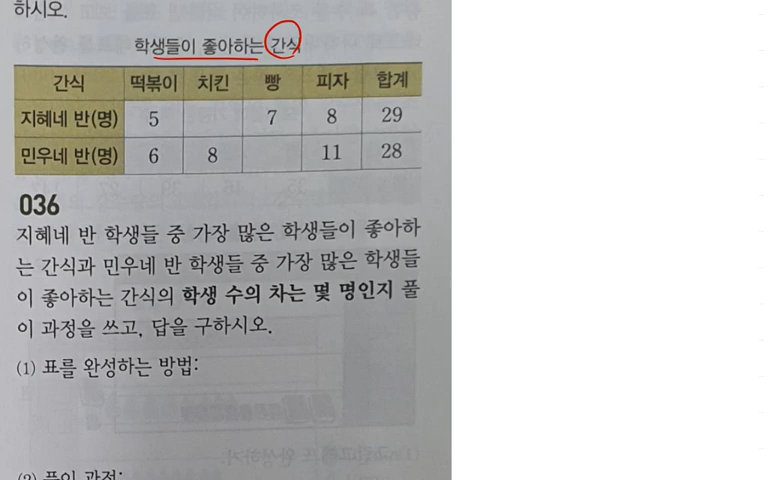 하시오.
학생들이 좋아하는 간식
간식 떡볶이 치킨 빵 피자 합계
지혜네 반(명) 5 7 8 29
민우네 반(명) 6 8 11 28
036
지혜네 반 학생들 중 가장 많은 학생들이 좋아하
는 간식과 민우네 반 학생들 중 가장 많은 학생들
이 좋아하는 간식의 학생 수의 차는 몇 명인지 풀
이 과정을 쓰고, 답을 구하시오.
(1) 표를 완성하는 방법:
(2) 풀이 과정: